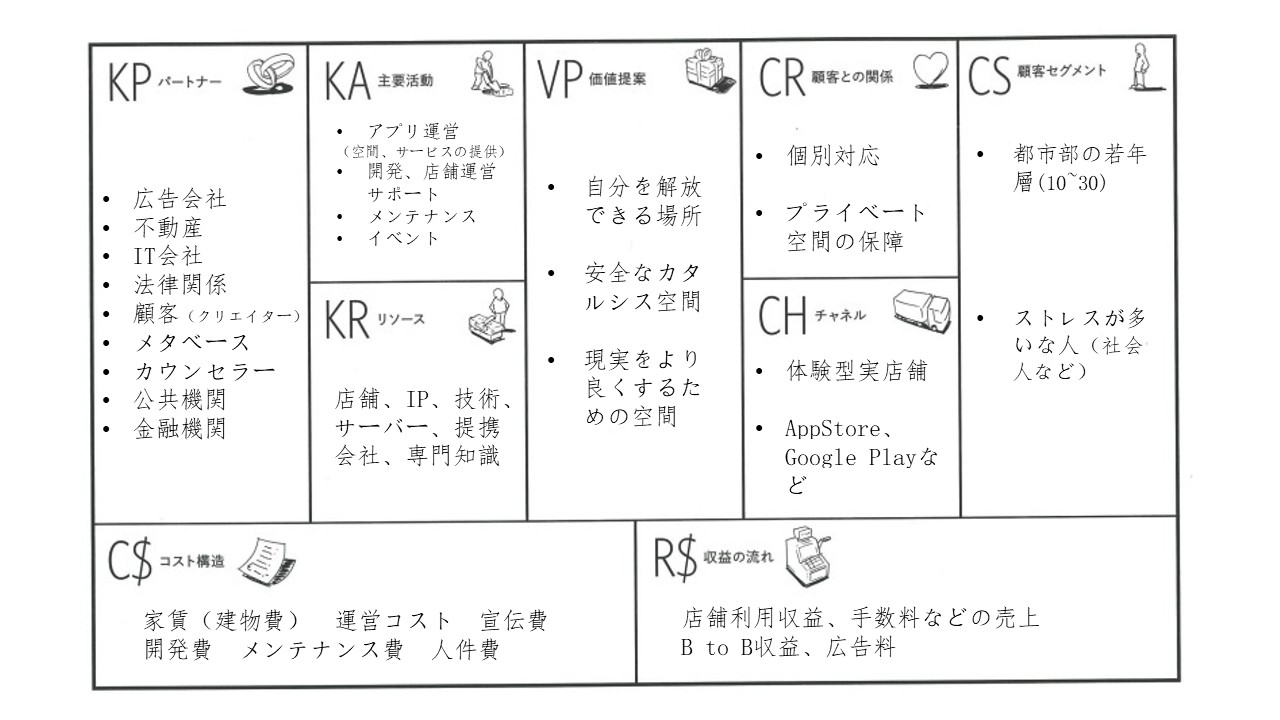 KP パートナー
• 広告会社
• 不動産
• IT会社
• 法律関係
• 顧客（クリエイター）
• メタベース
• カウンセラー
• 公共機関
• 金融機関
KA 主要活動
• アプリ運営
（空間、サービスの提供）
• 開発、店舗運営
サポート
• メンテナンス
• イベント
KR リソース
店舗、IP、技術、
サーバー、提携
会社、専門知識
VP 価値提案
• 自分を解放
できる場所
• 安全なカタ
ルシス空間
• 現実をより
良くするた
めの空間
CR 顧客との関係
• 個別対応
• プライベート
空間の保障
CH チャネル
• 体験型実店舗
• AppStore、
Google Playな
ど
CS 顧客セグメント
• 都市部の若年
層(10~30)
• ストレスが多
いな人（社会
人など）
C$ コスト構造
家賃（建物費）　運営コスト　宣伝費
開発費　メンテナンス費　人件費
R$ 収益の流れ
店舗利用収益、手数料などの売上
B to B収益、広告料